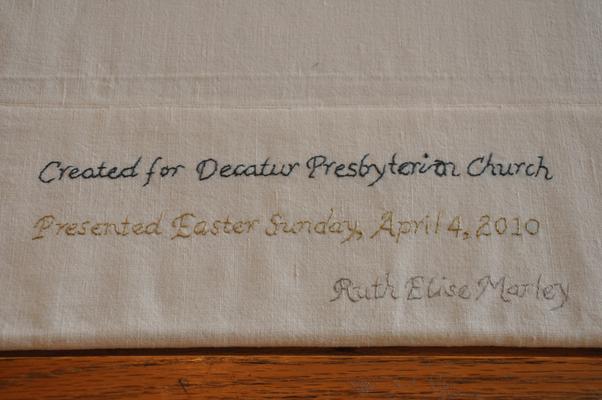 Created for Decatur Presbyterian Church
Presented Easter Sunday, April 4, 2010
Ruth Elise Marley